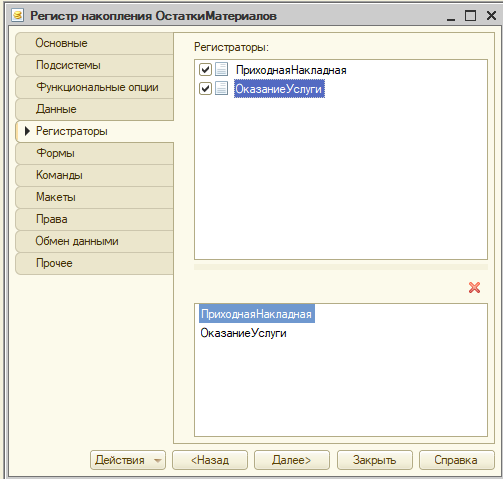 Регистр накопления ОстаткиМатериалов
Основные
Подсистемы
Функциональные опции
Данные
Регистраторы
Формы
Команды
Макеты
Права
Обмен данными
Прочее
Регистраторы:
ПриходнаяНакладная
ОказаниеУслуги
ПриходнаяНакладная
ОказаниеУслуги
Действия <Назад Далее> Закрыть Справка